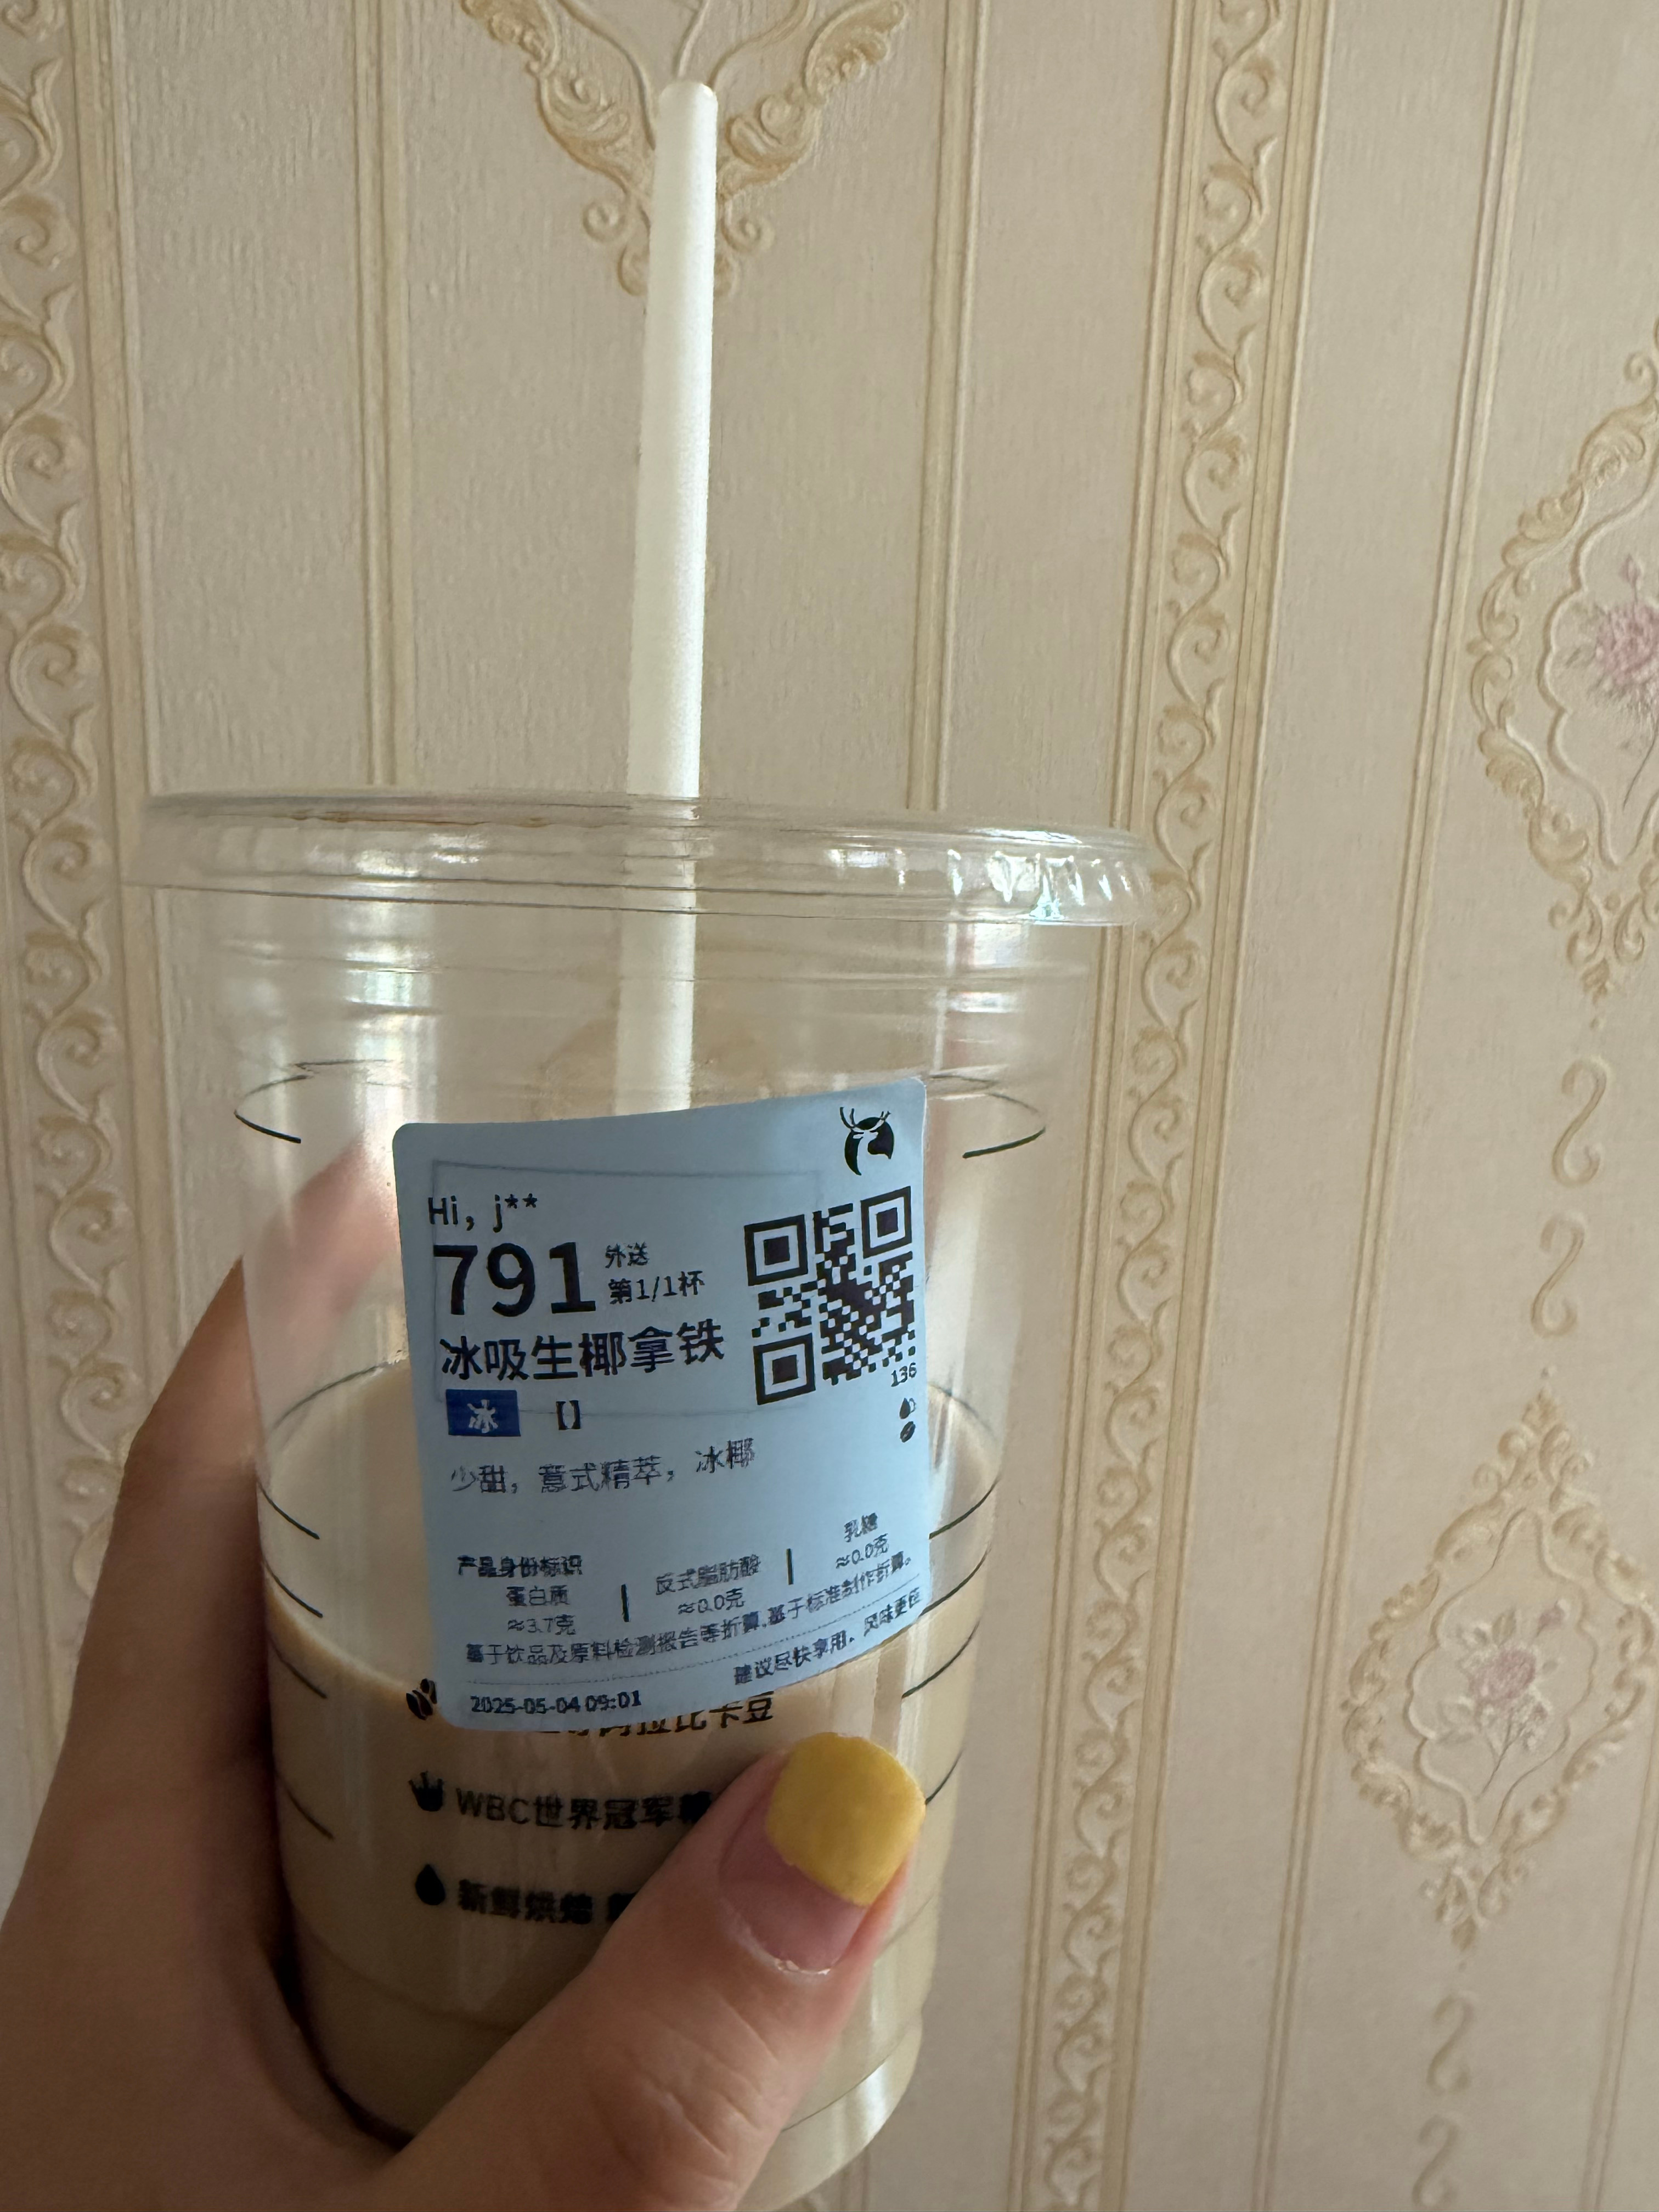 Hi, j**
791 外送
第1/1杯
冰吸生椰拿铁
136
冰 【】
少甜，意式精萃，冰椰
产品身份标识
蛋白质
≈3.7克
反式脂肪酸
≈0.0克
乳糖
≈0.0克
基于饮品及原料检测报告等折算，基于标准制作折算。
建议尽快享用，风味更佳
2025-05-04 09:01
阿拉比卡豆
WBC世界冠军
新鲜烘焙